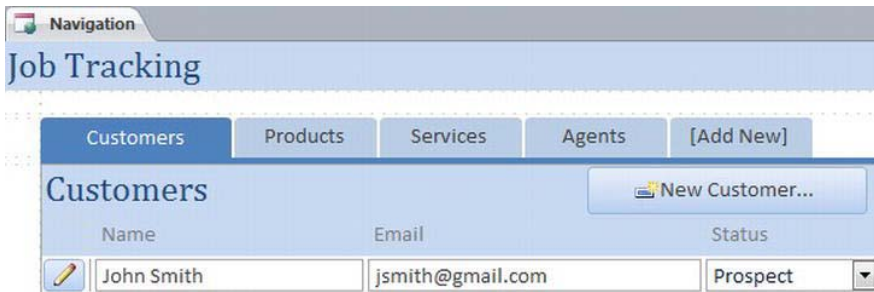 Navigation
Job Tracking
Customers Products Services Agents [Add New]
Customers New Customer...
Name Email Status
John Smith jsmith@gmail.com Prospect